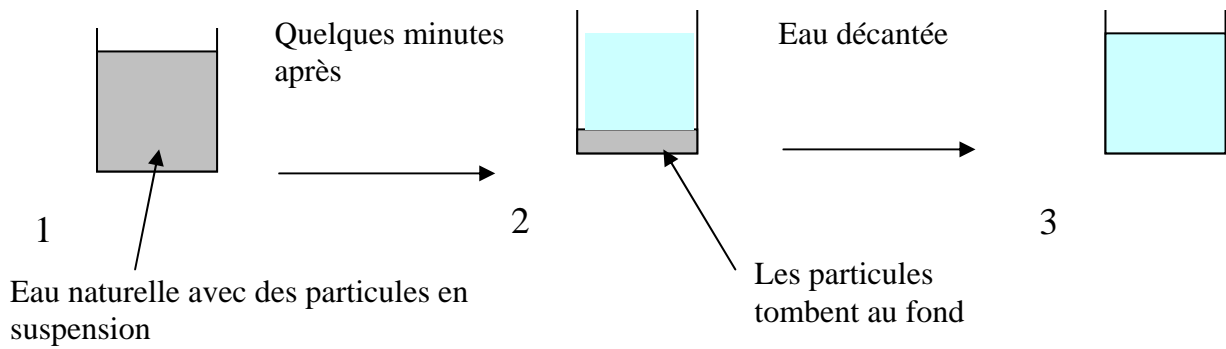 Quelques minutes
après
Eau décantée
1
2
3
Eau naturelle avec des particules en
suspension
Les particules
tombent au fond